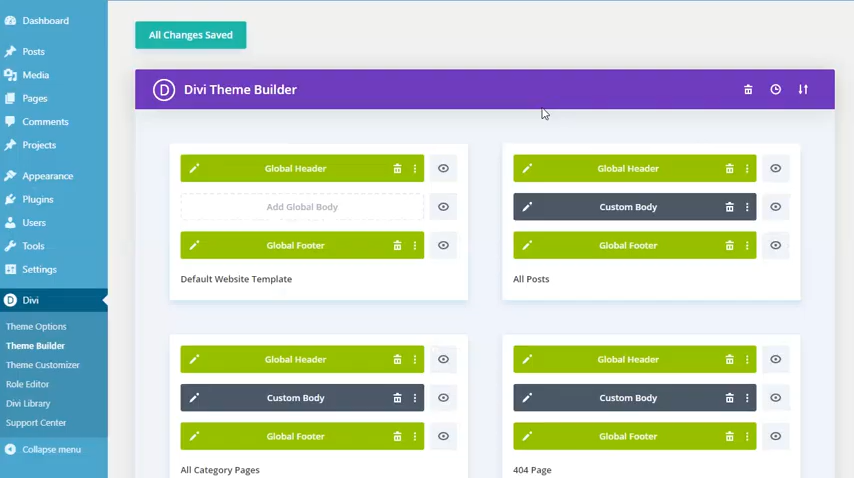 Dashboard
Posts
Media
Pages
Comments
Projects
Appearance
Plugins
Users
Tools
Settings
Divi
Theme Options
Theme Builder
Theme Customizer
Role Editor
Divi Library
Support Center
Collapse menu
All Changes Saved
D Divi Theme Builder
Global Header
Add Global Body
Global Footer
Default Website Template
Global Header
Custom Body
Global Footer
All Posts
Global Header
Custom Body
Global Footer
All Category Pages
Global Header
Custom Body
Global Footer
404 Page